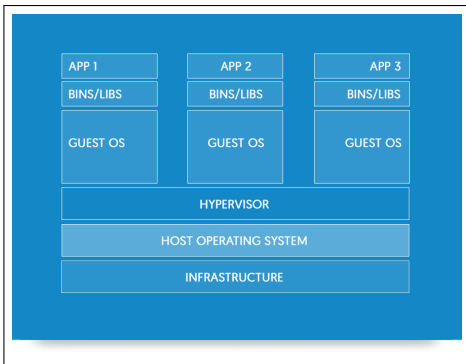 APP 1 APP 2 APP 3
BINS/LIBS BINS/LIBS BINS/LIBS
GUEST OS GUEST OS GUEST OS
HYPERVISOR
HOST OPERATING SYSTEM
INFRASTRUCTURE